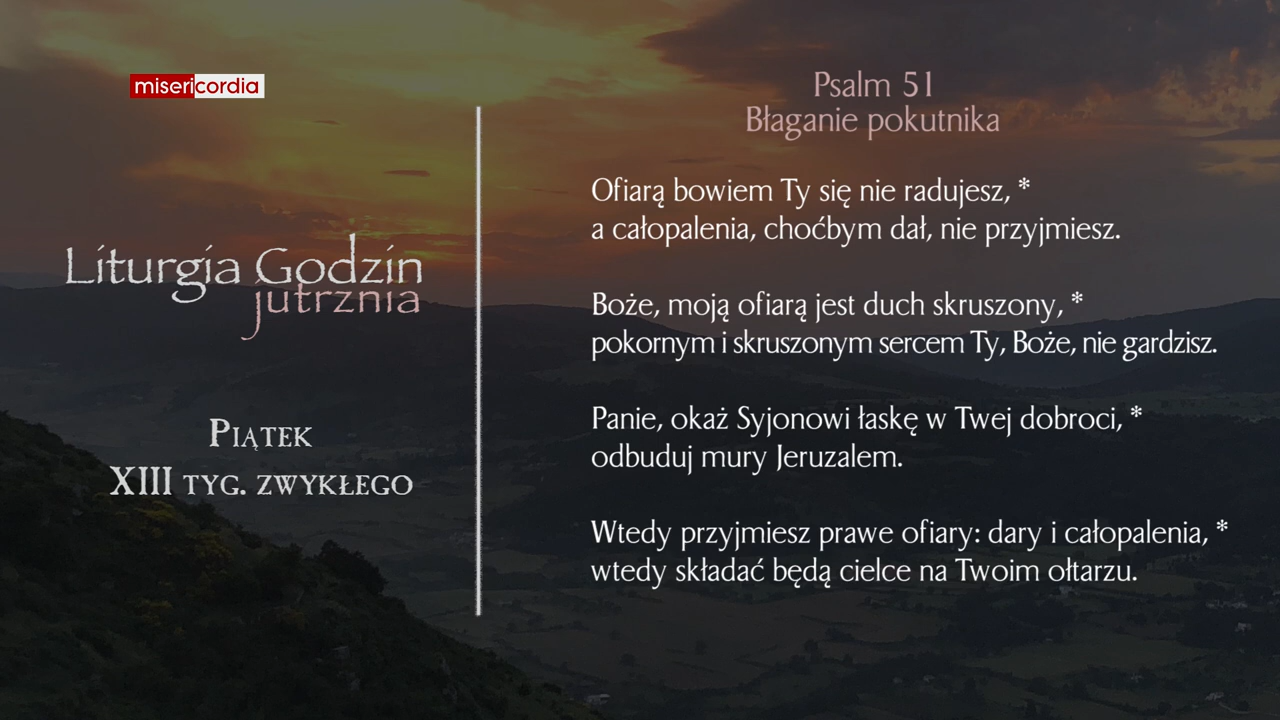 misericordia
Liturgia Godzin
jutrznia
Piątek
XIII tyg. zwykłego
Psalm 51
Błaganie pokutnika
Ofiarą bowiem Ty się nie radujesz, *
a całopalenia, choćbym dał, nie przyjmiesz.
Boże, moją ofiarą jest duch skruszony, *
pokornym i skruszonym sercem Ty, Boże, nie gardzisz.
Panie, okaż Syjonowi łaskę w Twej dobroci, *
odbuduj mury Jeruzalem.
Wtedy przyjmiesz prawe ofiary: dary i całopalenia, *
wtedy składać będą cielce na Twoim ołtarzu.